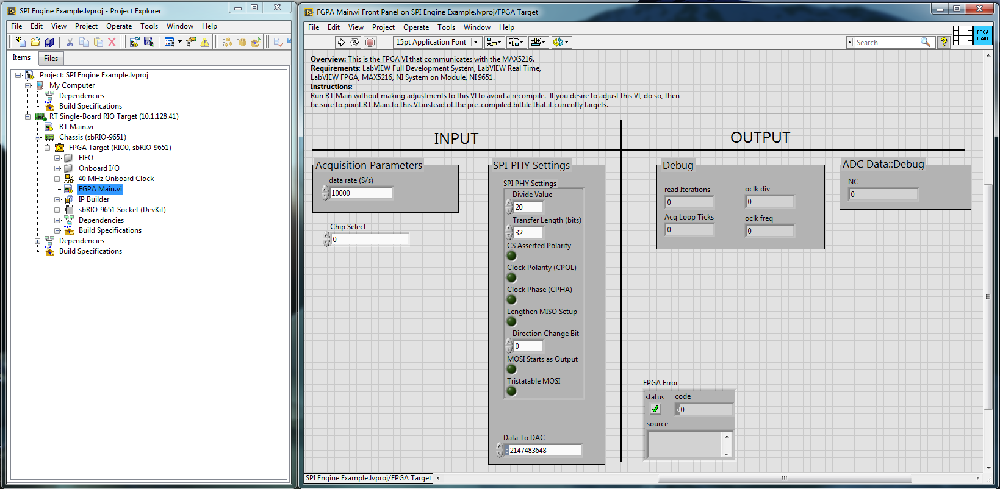 SPI Engine Example.lvproj - Project Explorer
File Edit View Project Operate Tools Window Help
Items Files
Project: SPI Engine Example.lvproj
My Computer
Dependencies
Build Specifications
RT Single-Board RIO Target (10.1.128.41)
RT Main.vi
Chassis (sbRIO-9651)
FPGA Target (RIO0, sbRIO-9651)
FIFO
Onboard I/O
40 MHz Onboard Clock
FGPA Main.vi
IP Builder
sbRIO-9651 Socket (DevKit)
Dependencies
Build Specifications
Dependencies
Build Specifications
FGPA Main.vi Front Panel on SPI Engine Example.lvproj/FPGA Target
File Edit View Project Operate Tools Window Help
15pt Application Font
Search
?
FPGA
MAIN
Overview: This is the FPGA VI that communicates with the MAX5216.
Requirements: LabVIEW Full Development System, LabVIEW Real Time,
LabVIEW FPGA, MAX5216, NI System on Module, NI 9651.
Instructions:
Run RT Main without making adjustments to this VI to avoid a recompile. If you desire to adjust this VI, do so, then
be sure to point RT Main to this VI instead of the pre-compiled bitfile that it currently targets.
INPUT
Acquisition Parameters
data rate (S/s)
10000
Chip Select
0
SPI PHY Settings
SPI PHY Settings
Divide Value
20
Transfer Length (bits)
32
CS Asserted Polarity
Clock Polarity (CPOL)
Clock Phase (CPHA)
Lengthen MISO Setup
Direction Change Bit
0
MOSI Starts as Output
Tristatable MOSI
Data To DAC
d 2147483648
OUTPUT
Debug
read Iterations
0
oclk div
0
Acq Loop Ticks
0
oclk freq
0
ADC Data::Debug
NC
0
FPGA Error
status code
d 0
source
SPI Engine Example.lvproj/FPGA Target